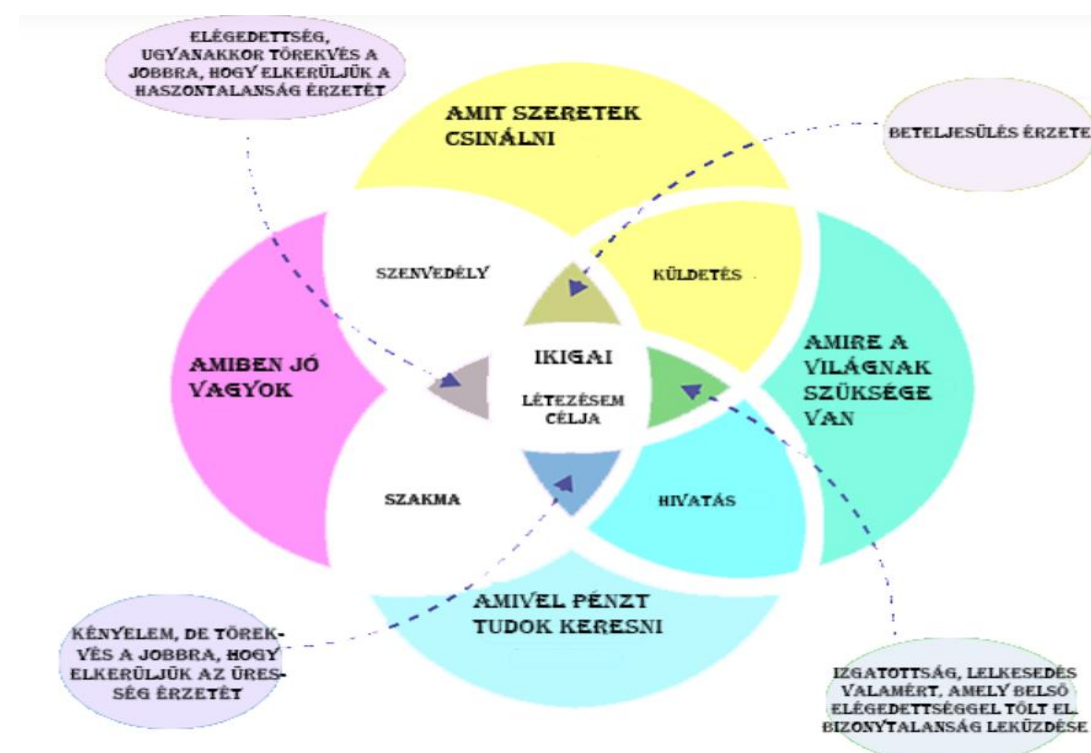 ELÉGEDETTSÉG,
UGYANAKKOR TÖREKVÉS A
JOBBRA, HOGY ELKERÜLJÜK A
HASZONTALANSÁG ÉRZETÉT
AMIT SZERETEK
CSINÁLNI
BETELJESÜLÉS ÉRZETE
SZENVEDÉLY
KÜLDETÉS
AMIBEN JÓ
VAGYOK
IKIGAI
LÉTEZÉSEM
CÉLJA
AMIRE A
VILÁGNAK
SZÜKSÉGE
VAN
SZAKMA
HIVATÁS
AMIVEL PÉNZT
TUDOK KERESNI
KÉNYELEM, DE TÖREK-
VÉS A JOBBRA, HOGY
ELKERÜLJÜK AZ ÜRES-
SÉG ÉRZETÉT
IZGATOTTSÁG, LELKESEDÉS
VALAMÉRT, AMELY BELSŐ
ELÉGEDETTSÉGGEL TÖLT EL.
BIZONYTALANSÁG LEKÜZDÉSE